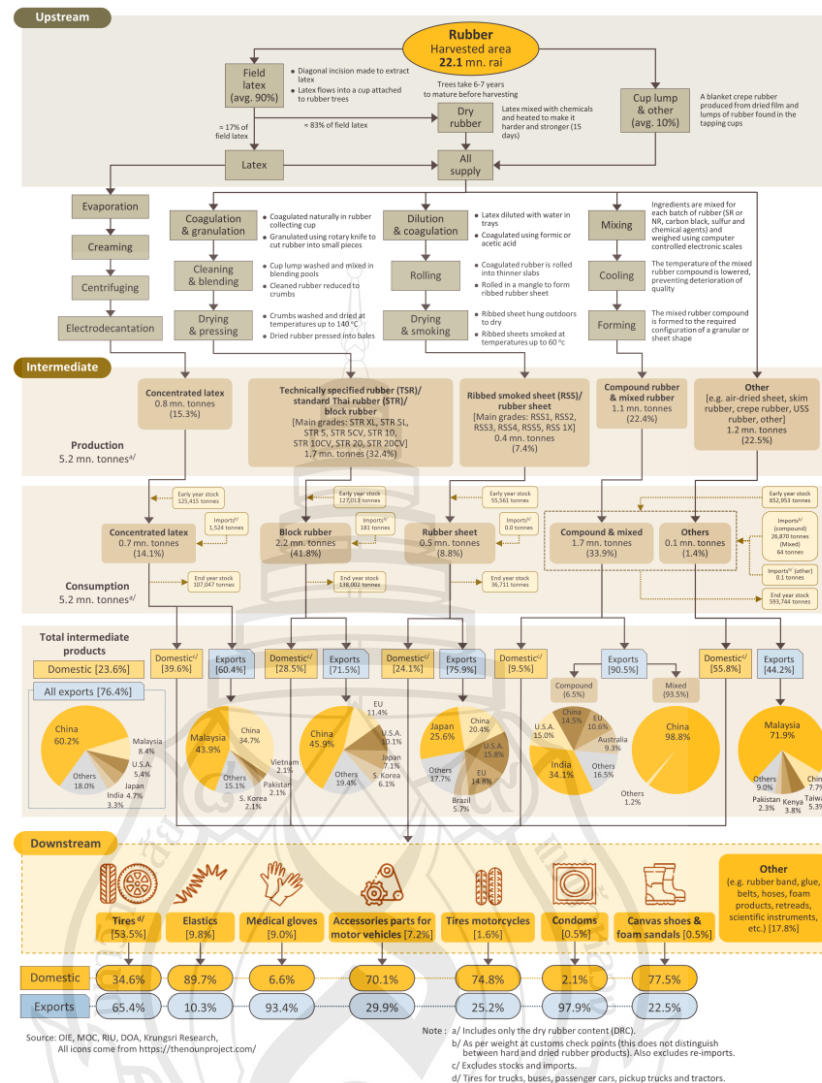 Upstream
Rubber
Harvested area
22.1 mn. rai
Field
latex
(avg. 90%)
• Diagonal incision made to extract
latex
• Latex flows into a cup attached
to rubber trees
Trees take 6-7 years
to mature before harvesting
Dry
rubber
Latex mixed with chemicals
and heated to make it
harder and stronger (15
days)
Cup lump
& other
(avg. 10%)
A blanket crepe rubber
produced from dried film and
lumps of rubber found in the
tapping cups
≈ 17% of
field latex
≈ 83% of field latex
Latex
All
supply
Evaporation
Creaming
Centrifuging
Electrodecantation
Coagulation
& granulation
• Coagulated naturally in rubber
collecting cup
• Granulated using rotary knife to
cut rubber into small pieces
Cleaning
& blending
• Cup lump washed and mixed in
blending pools
• Cleaned rubber reduced to
crumbs
Drying
& pressing
• Crumbs washed and dried at
temperatures up to 140 °C
• Dried rubber pressed into bales
Dilution
& coagulation
• Latex diluted with water in
trays
• Coagulated using formic or
acetic acid
Rolling
• Coagulated rubber is rolled
into thinner slabs
• Rolled in a mangle to form
ribbed rubber sheet
Drying
& smoking
• Ribbed sheet hung outdoors
to dry
• Ribbed sheets smoked at
temperatures up to 60 °c
Mixing
Ingredients are mixed for
each batch of rubber (SR or
NR, carbon black, sulfur and
chemical agents) and
weighed using computer
controlled electronic scales
Cooling
The temperature of the mixed
rubber compound is lowered,
preventing deterioration of
quality
Forming
The mixed rubber compound
is formed to the required
configuration of a granular or
sheet shape
Intermediate
Production
5.2 mn. tonnes a/
Concentrated latex
0.8 mn. tonnes
(15.3%)
Technically specified rubber (TSR)/
standard Thai rubber (STR)/
block rubber
[Main grades: STR XL, STR 5L,
STR 5, STR 5CV, STR 10,
STR 10CV, STR 20, STR 20CV]
1.7 mn. tonnes (32.4%)
Ribbed smoked sheet (RSS)/
rubber sheet
[Main grades: RSS1, RSS2,
RSS3, RSS4, RSS5, RSS 1X]
0.4 mn. tonnes
(7.4%)
Compound rubber
& mixed rubber
1.1 mn. tonnes
(22.4%)
Other
[e.g. air-dried sheet, skim
rubber, crepe rubber, USS
rubber, other]
1.2 mn. tonnes
(22.5%)
Early year stock
125,415 tonnes
Early year stock
127,013 tonnes
Early year stock
55,561 tonnes
Early year stock
852,953 tonnes
Concentrated latex
0.7 mn. tonnes
(14.1%)
Imports b/
1,524 tonnes
Block rubber
2.2 mn. tonnes
(41.8%)
Imports b/
181 tonnes
Rubber sheet
0.5 mn. tonnes
(8.8%)
Imports b/
0.0 tonnes
Compound & mixed
1.7 mn. tonnes
(33.9%)
Others
0.1 mn. tonnes
(1.4%)
Imports b/
(compound)
26,870 tonnes
(Mixed)
64 tonnes
Imports b/ (other)
0.1 tonnes
Consumption
5.2 mn. tonnes a/
End year stock
107,047 tonnes
End year stock
138,002 tonnes
End year stock
36,711 tonnes
End year stock
593,744 tonnes
Total intermediate
products
Domestic [23.6%]
All exports [76.4%]
China
60.2%
Malaysia
8.4%
U.S.A.
5.4%
Japan
4.7%
India
3.3%
Others
18.0%
Domestic c/
[39.6%]
Exports
[60.4%]
Malaysia
43.9%
China
34.7%
Vietnam
2.1%
Pakistan
2.1%
S. Korea
2.1%
Others
15.1%
Domestic c/
[28.5%]
Exports
[71.5%]
China
45.9%
EU
11.4%
U.S.A.
10.1%
Japan
7.1%
S. Korea
6.1%
Others
19.4%
Domestic c/
[24.1%]
Exports
[75.9%]
Japan
25.6%
China
20.4%
U.S.A.
15.8%
EU
14.8%
Brazil
5.7%
Others
17.7%
Domestic c/
[9.5%]
Exports
[90.5%]
Compound
(6.5%)
Mixed
(93.5%)
U.S.A.
15.0%
China
14.5%
EU
10.6%
Australia
9.3%
Others
16.5%
India
34.1%
China
98.8%
Others
1.2%
Domestic c/
[55.8%]
Exports
[44.2%]
Malaysia
71.9%
China
7.7%
Taiwan
5.3%
Kenya
3.8%
Pakistan
2.3%
Others
9.0%
Downstream
Tires d/
[53.5%]
Elastics
[9.8%]
Medical gloves
[9.0%]
Accessories parts for
motor vehicles [7.2%]
Tires motorcycles
[1.6%]
Condoms
[0.5%]
Canvas shoes &
foam sandals [0.5%]
Other
(e.g. rubber band, glue,
belts, hoses, foam
products, retreads,
scientific instruments,
etc.) [17.8%]
Domestic 34.6% 89.7% 6.6% 70.1% 74.8% 2.1% 77.5%
Exports 65.4% 10.3% 93.4% 29.9% 25.2% 97.9% 22.5%
Source: OIE, MOC, RIU, DOA, Krungsri Research,
All icons come from https://thenounproject.com/
Note : a/ Includes only the dry rubber content (DRC).
b/ As per weight at customs check points (this does not distinguish
between hard and dried rubber products). Also excludes re-imports.
c/ Excludes stocks and imports.
d/ Tires for trucks, buses, passenger cars, pickup trucks and tractors.